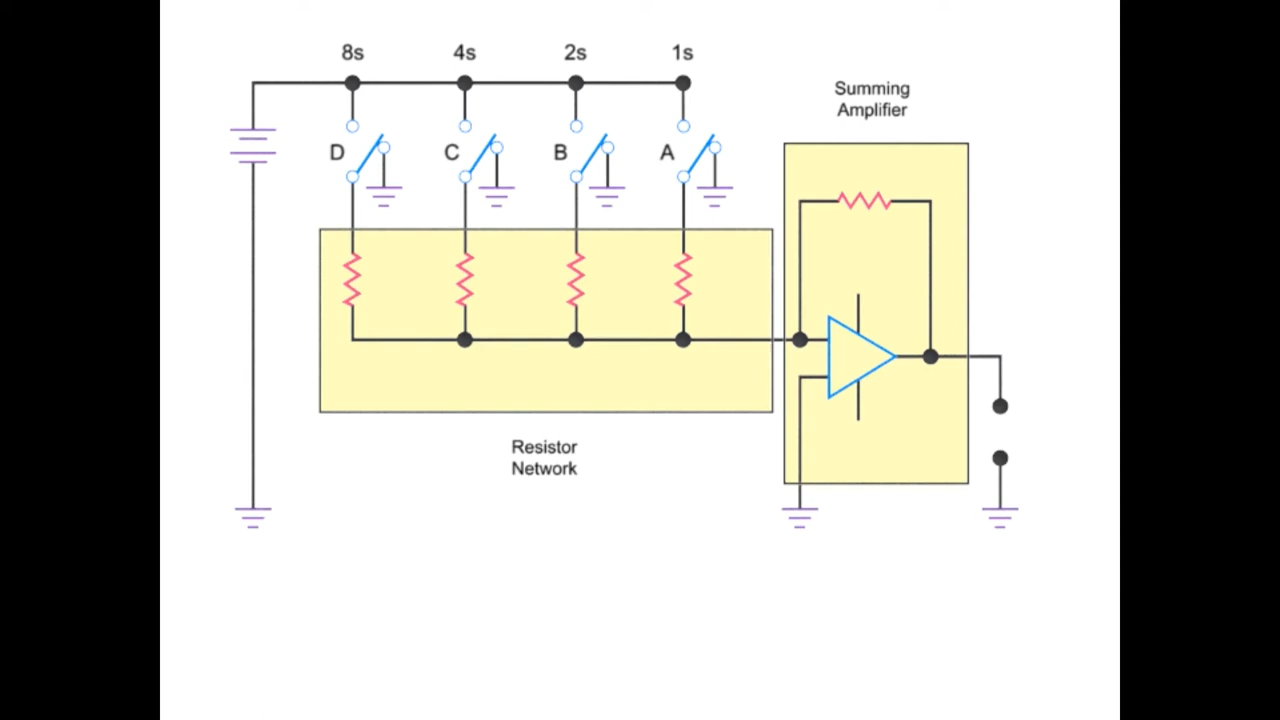 8s 4s 2s 1s
Summing
Amplifier
D C B A
Resistor
Network